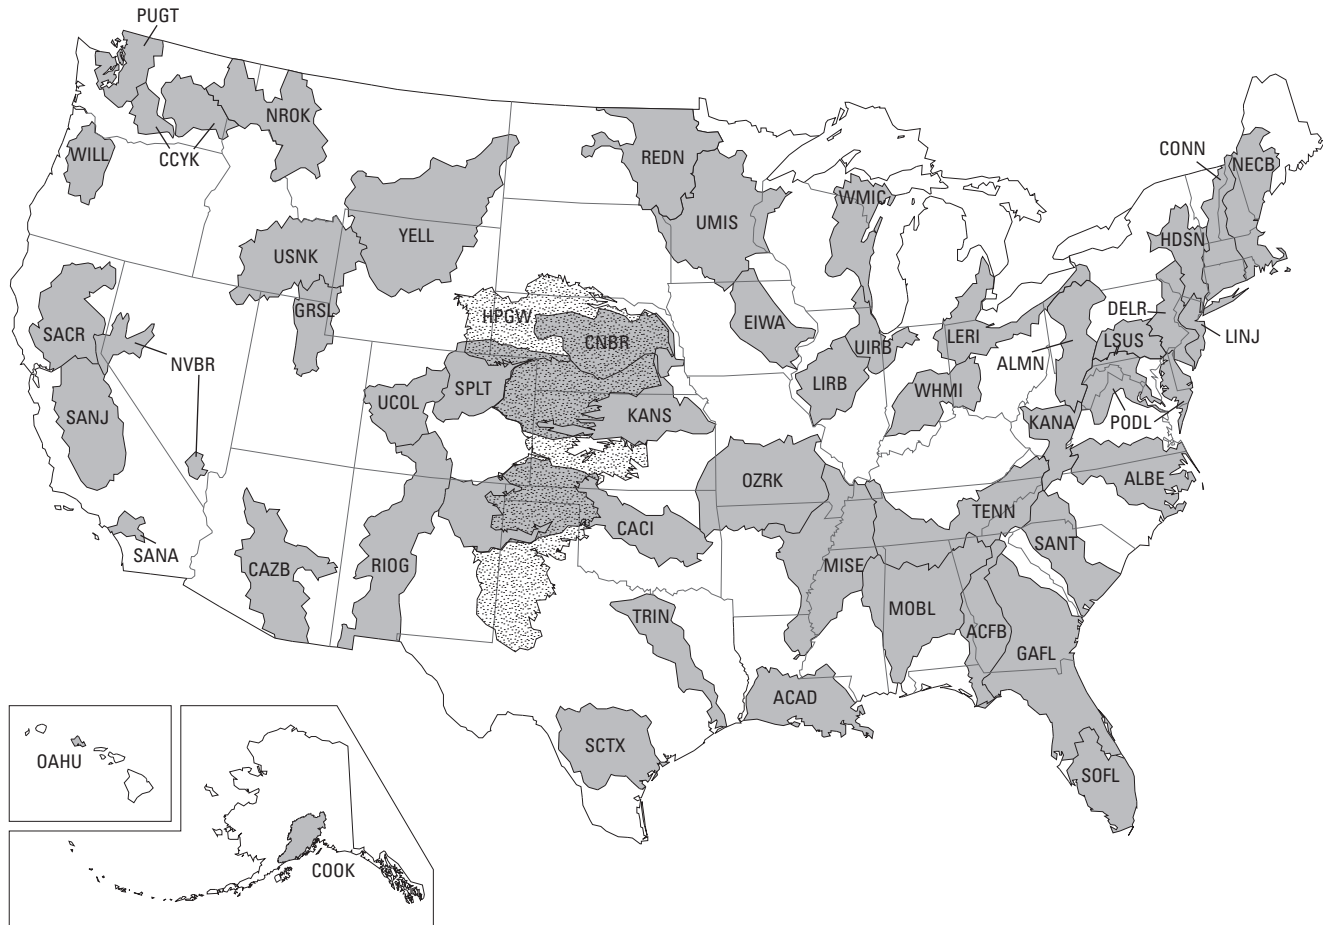 PUGT
NROK
WILL
CCYK
REDN
CONN
NECB
WMIC
UMIS
YELL
HDSN
USNK
GRSL
HPGW
DELR
SACR
EIWA
LERI
LINJ
CNBR
LSUS
UIRB
NVBR
ALMN
SPLT
LIRB
WHMI
UCOL
SANJ
KANS
KANA
PODL
OZRK
ALBE
TENN
CACI
SANT
SANA
CAZB
RIOG
MISE
MOBL
TRIN
ACFB
GAFL
ACAD
SCTX
OAHU
SOFL
COOK